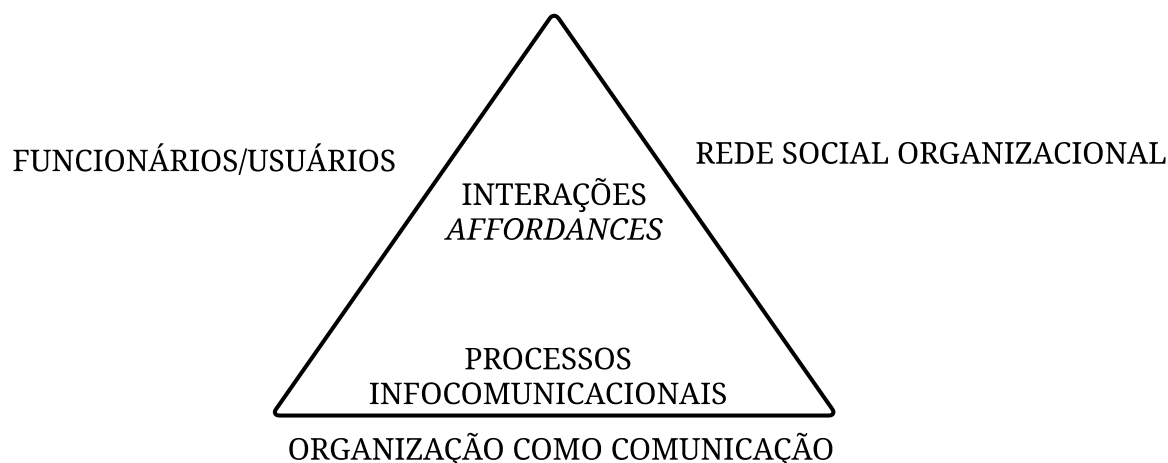 FUNCIONÁRIOS/USUÁRIOS
REDE SOCIAL ORGANIZACIONAL
INTERAÇÕES
AFFORDANCES
PROCESSOS
INFOCOMUNICACIONAIS
ORGANIZAÇÃO COMO COMUNICAÇÃO